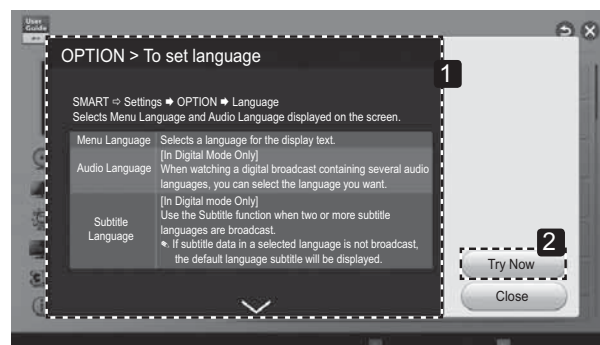 User
Guide
OPTION > To set language
1
SMART ⇨ Settings ➡ OPTION ➡ Language
Selects Menu Language and Audio Language displayed on the screen.
Menu Language Selects a language for the display text.
Audio Language
[In Digital Mode Only]
When watching a digital broadcast containing several audio
languages, you can select the language you want.
Subtitle
Language
[In Digital mode Only]
Use the Subtitle function when two or more subtitle
languages are broadcast.
✎ If subtitle data in a selected language is not broadcast,
the default language subtitle will be displayed.
2
Try Now
Close